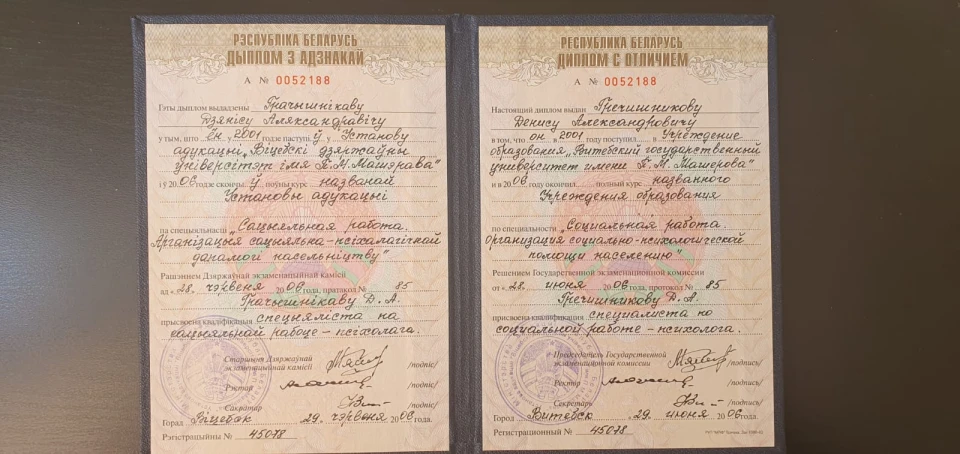 РЭСПУБЛІКА БЕЛАРУСЬ
ДЫПЛОМ З АДЗНАКАЙ
А № 0052188
Гэты дыплом выдадзены Грачышнікаву
Дзянісу Аляксандравічу
у тым, што ён у 2001 годзе паступі ў Установу
адукацыі „Віцебскі дзяржаўны
універсітэт імя П.М. Машэрава"
і ў 2006 годзе скончы ў поўны курс названай
Установы адукацыі
па спецыяльнасці „Сацыяльная работа.
Арганізацыя сацыяльна-псіхалагічнай
дапамогі насельніцтву"
Рашэннем Дзяржаўнай экзаменацыйнай камісіі
ад «28» чэрвеня 2006 года, пратакол № 85
Грачышнікаву Д. А.
прысвоена кваліфікацыя спецыяліста па
сацыяльнай рабоце - псіхолага.
Старшыня Дзяржаўнай
экзаменацыйнай камісіі /подпіс/
Рэктар /подпіс/
Сакратар /подпіс/
Горад Віцебск 29 чэрвеня 2006
Рэгістрацыйны № 45078
РЕСПУБЛИКА БЕЛАРУСЬ
ДИПЛОМ С ОТЛИЧИЕМ
А № 0052188
Настоящий диплом выдан Гречишникову
Денису Александровичу
в том, что он в 2001 году поступил в Учреждение
образования „Витебский государственный
университет имени П. М. Машерова"
и в 2006 году окончил полный курс названного
Учреждения образования
по специальности „Социальная работа.
Организация социально-психологической
помощи населению"
Решением Государственной экзаменационной комиссии
от «28» июня 2006 года, протокол № 85
Гречишникову Д. А.
присвоена квалификация специалиста по
социальной работе - психолога.
Председатель Государственной
экзаменационной комиссии /подпись/
Ректор /подпись/
Секретарь /подпись/
Город Витебск 29 июня 2006 г.
Регистрационный № 45078